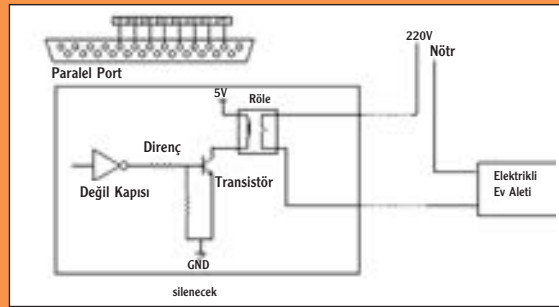 Paralel Port
220V
Nötr
5V
Röle
Direnç
Değil Kapısı
Transistör
GND
Elektrikli
Ev Aleti
silenecek